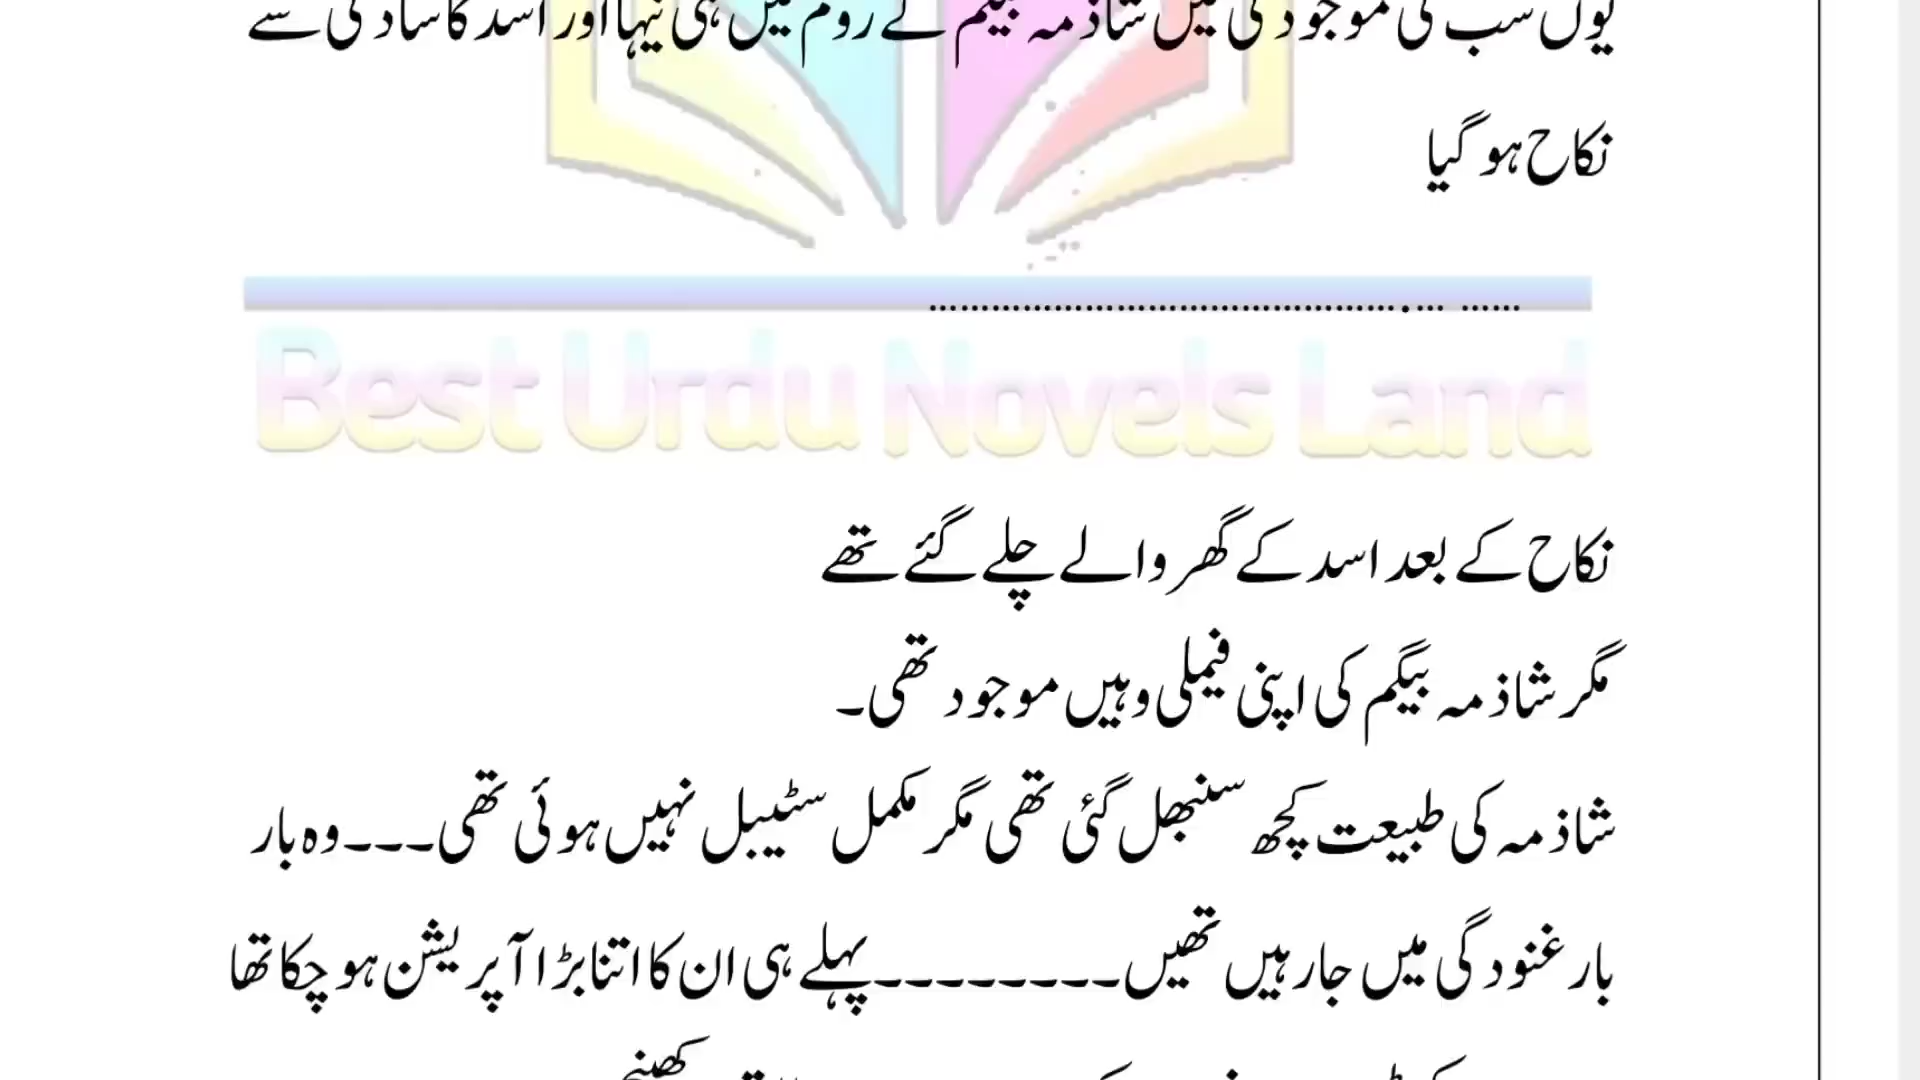 یوں سب کی موجودگی میں شاذمہ بیگم کے روم میں ہی نیہا اور اسد کا سادگی سے
نکاح ہو گیا
...... ...۔............................................
Best Urdu Novels Land
نکاح کے بعد اسد کے گھر والے چلے گئے تھے
مگر شاذمہ بیگم کی اپنی فیملی وہیں موجود تھی۔
شاذمہ کی طبیعت کچھ سنبھل گئی تھی مگر مکمل سٹیبل نہیں ہوئی تھی۔۔۔وہ بار
بار غنودگی میں جارہیں تھیں۔۔۔۔۔۔۔۔پہلے ہی ان کا اتنا بڑا آپریشن ہو چکا تھا